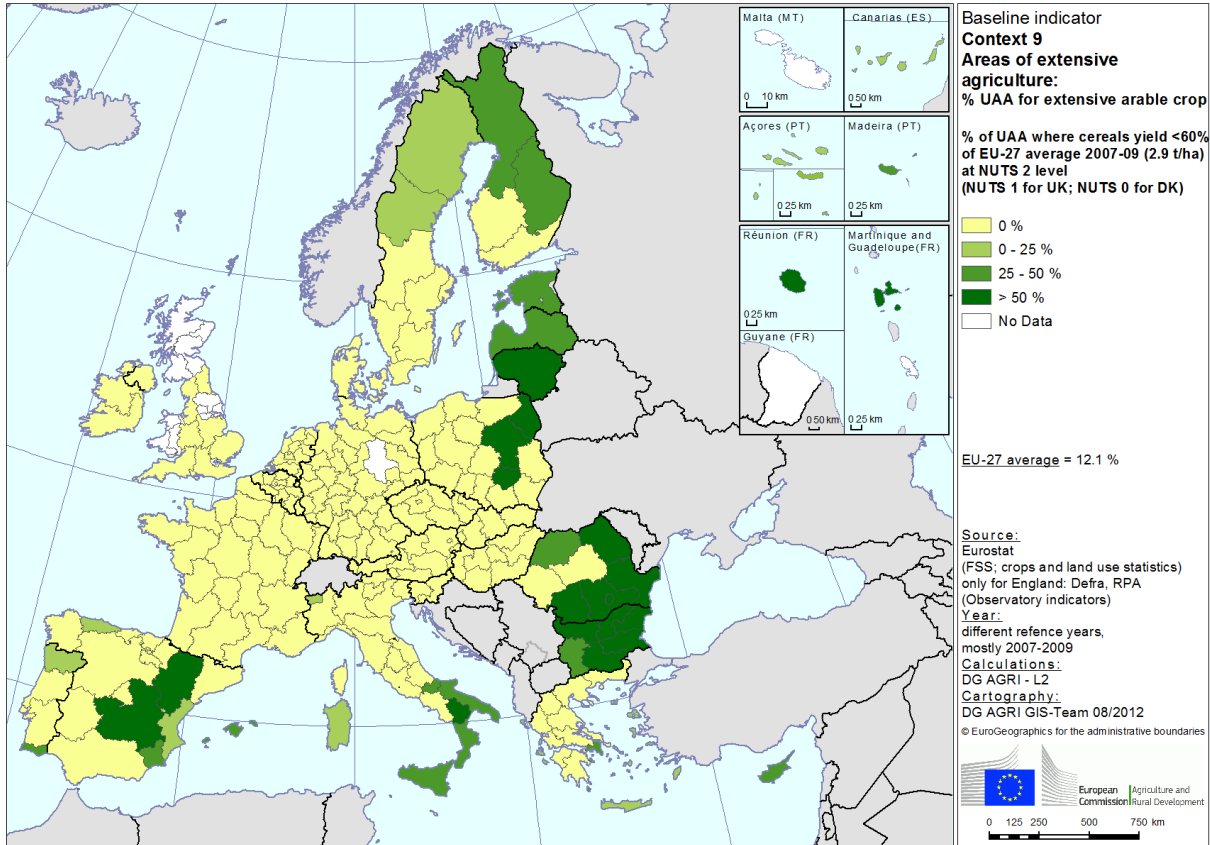 Malta (MT)
0 10 km
Canarias (ES)
0 50 km
Açores (PT)
0 25 km
Madeira (PT)
0 25 km
Réunion (FR)
0 25 km
Martinique and
Guadeloupe(FR)
0 25 km
Guyane (FR)
0 50 km
Baseline indicator
Context 9
Areas of extensive
agriculture:
% UAA for extensive arable crop
% of UAA where cereals yield <60%
of EU-27 average 2007-09 (2.9 t/ha)
at NUTS 2 level
(NUTS 1 for UK; NUTS 0 for DK)
0 %
0 - 25 %
25 - 50 %
> 50 %
No Data
EU-27 average = 12.1 %
Source:
Eurostat
(FSS; crops and land use statistics)
only for England: Defra, RPA
(Observatory indicators)
Year:
different refence years,
mostly 2007-2009
Calculations:
DG AGRI - L2
Cartography:
DG AGRI GIS-Team 08/2012
© EuroGeographics for the administrative boundaries
European
Commission
Agriculture and
Rural Development
0 125 250 500 750 km